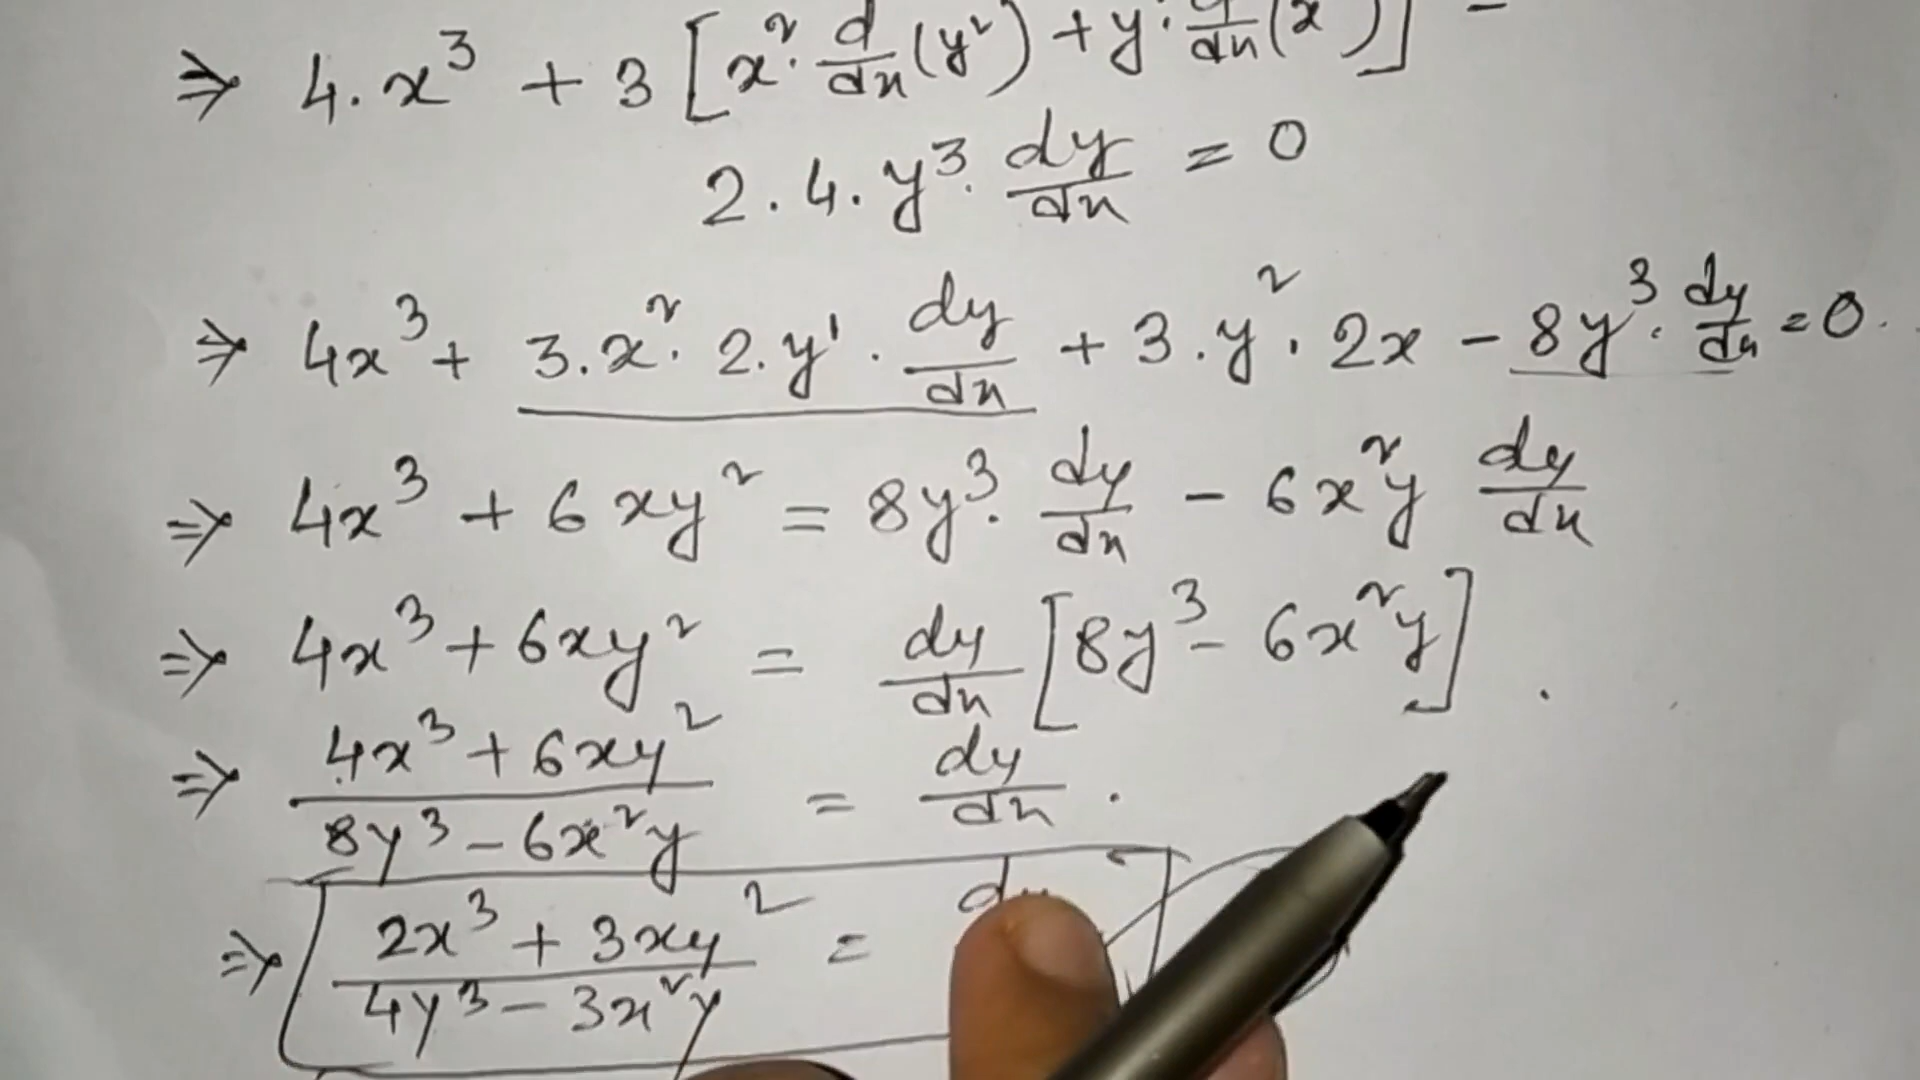 ⇒ 4.x³ + 3 [x². d/dx (y²) + y². d/dx (x²)] -
2.4.y³. dy/dx = 0
⇒ 4x³ + 3.x². 2.y¹. dy/dx + 3.y². 2x - 8y³. dy/dx = 0.
⇒ 4x³ + 6xy² = 8y³. dy/dx - 6x²y dy/dx
⇒ 4x³ + 6xy² = dy/dx [8y³ - 6x²y].
⇒ (4x³ + 6xy²)/(8y³ - 6x²y) = dy/dx.
⇒ (2x³ + 3xy²)/(4y³ - 3x²y) =